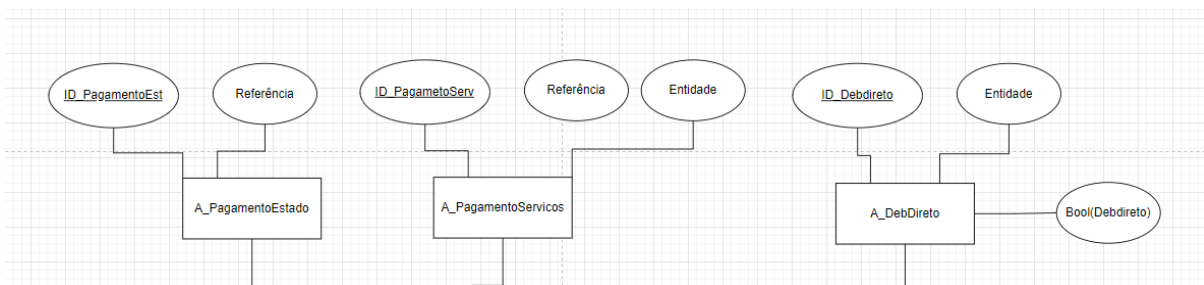 ID_PagamentoEst
Referência
ID_PagametoServ
Referência
Entidade
ID_Debdireto
Entidade
A_PagamentoEstado
A_PagamentoServicos
A_DebDireto
Bool(Debdireto)